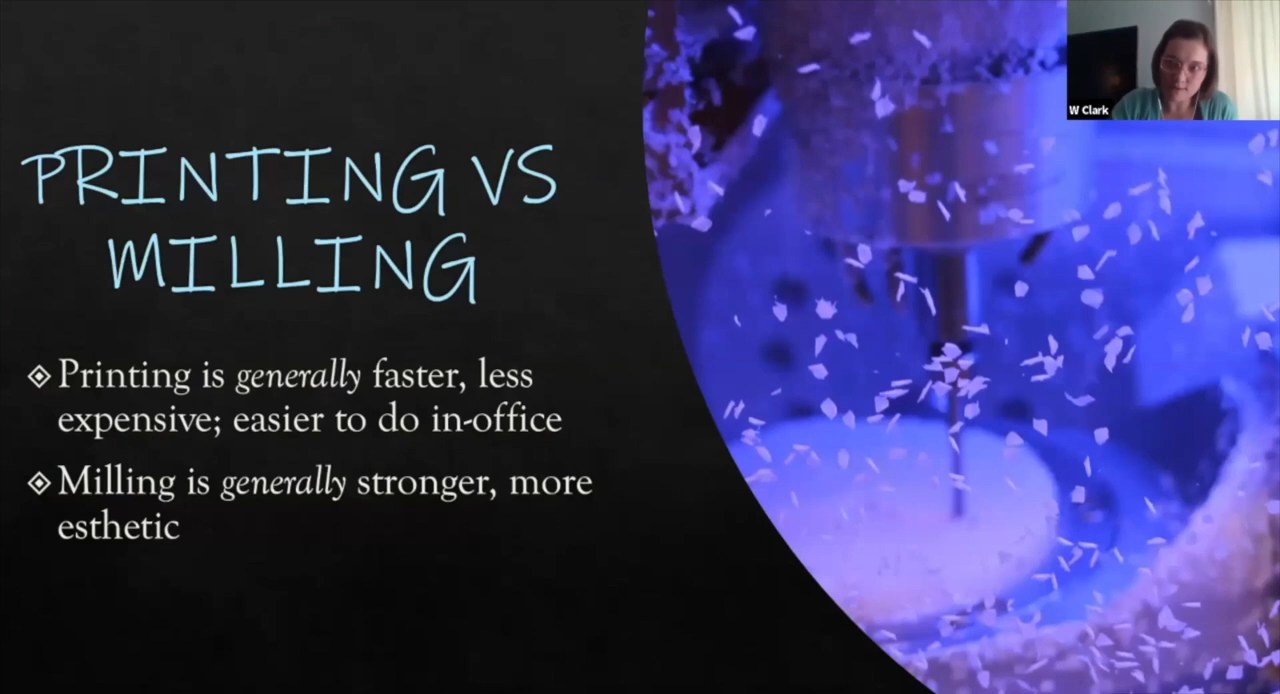 W Clark
PRINTING VS
MILLING
Printing is generally faster, less
expensive; easier to do in-office
Milling is generally stronger, more
esthetic